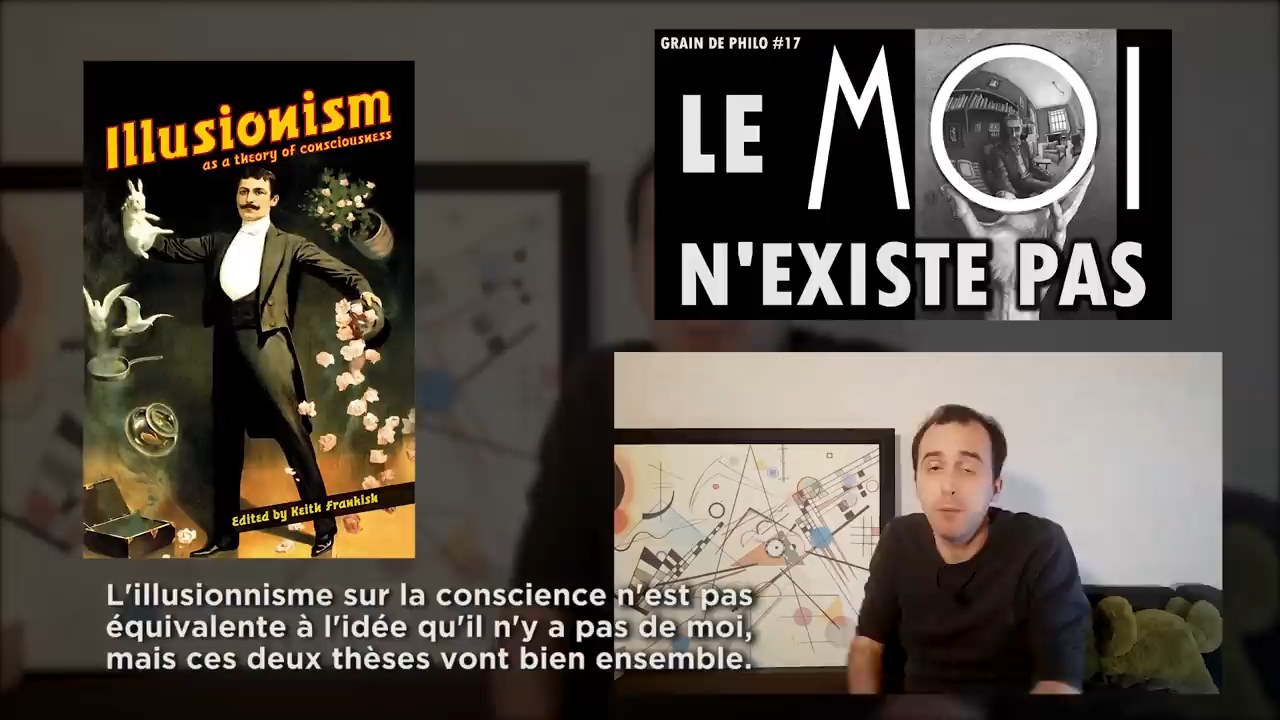 Illusionism
as a theory of consciousness
Edited by Keith Frankish
GRAIN DE PHILO #17
LE MOI
N'EXISTE PAS
L'illusionnisme sur la conscience n'est pas
équivalente à l'idée qu'il n'y a pas de moi,
mais ces deux thèses vont bien ensemble.